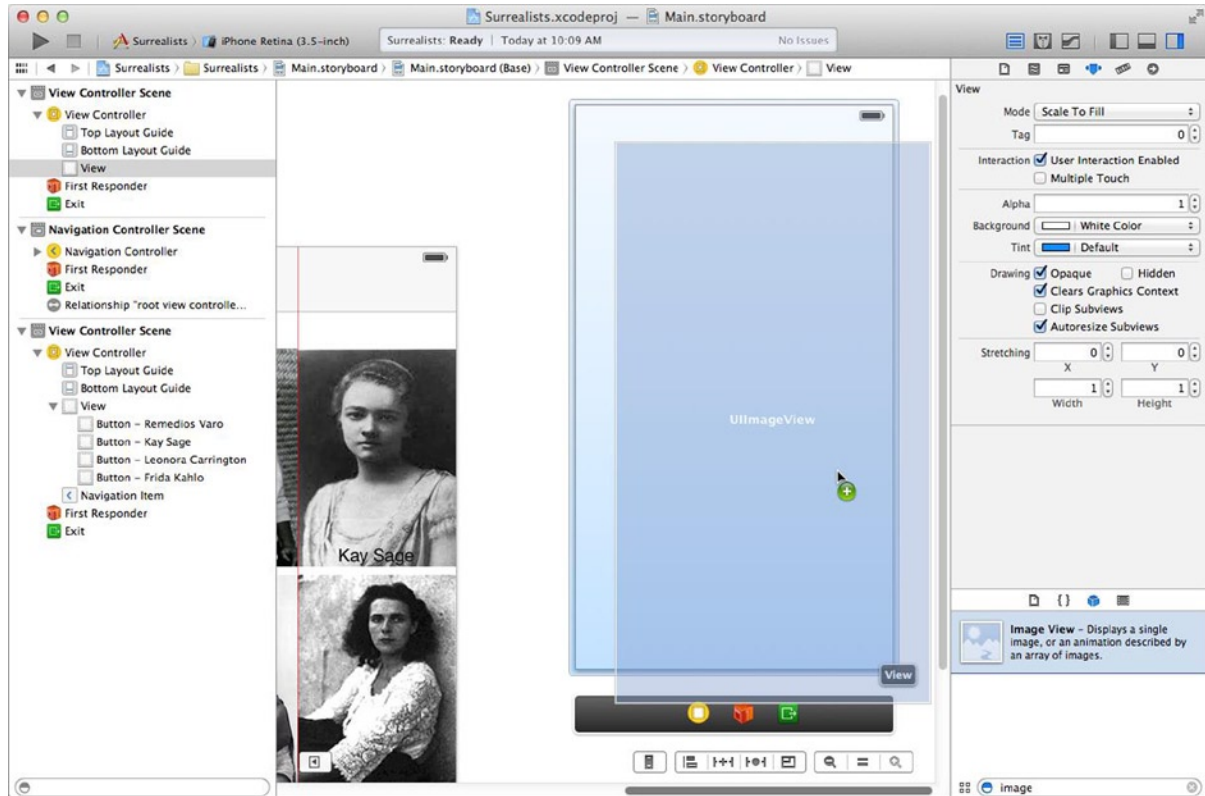 Surrealists.xcodeproj — Main.storyboard
Surrealists iPhone Retina (3.5-inch)
Surrealists: Ready | Today at 10:09 AM No Issues
Surrealists Surrealists Main.storyboard Main.storyboard (Base) View Controller Scene View Controller View
View Controller Scene
View Controller
Top Layout Guide
Bottom Layout Guide
View
First Responder
Exit
Navigation Controller Scene
Navigation Controller
First Responder
Exit
Relationship "root view controlle...
View Controller Scene
View Controller
Top Layout Guide
Bottom Layout Guide
View
Button – Remedios Varo
Button – Kay Sage
Button – Leonora Carrington
Button – Frida Kahlo
Navigation Item
First Responder
Exit
Kay Sage
UIImageView
View
View
Mode Scale To Fill
Tag 0
Interaction User Interaction Enabled
Multiple Touch
Alpha 1
Background White Color
Tint Default
Drawing Opaque Hidden
Clears Graphics Context
Clip Subviews
Autoresize Subviews
Stretching 0 0
X Y
1 1
Width Height
{}
Image View – Displays a single
image, or an animation described by
an array of images.
image